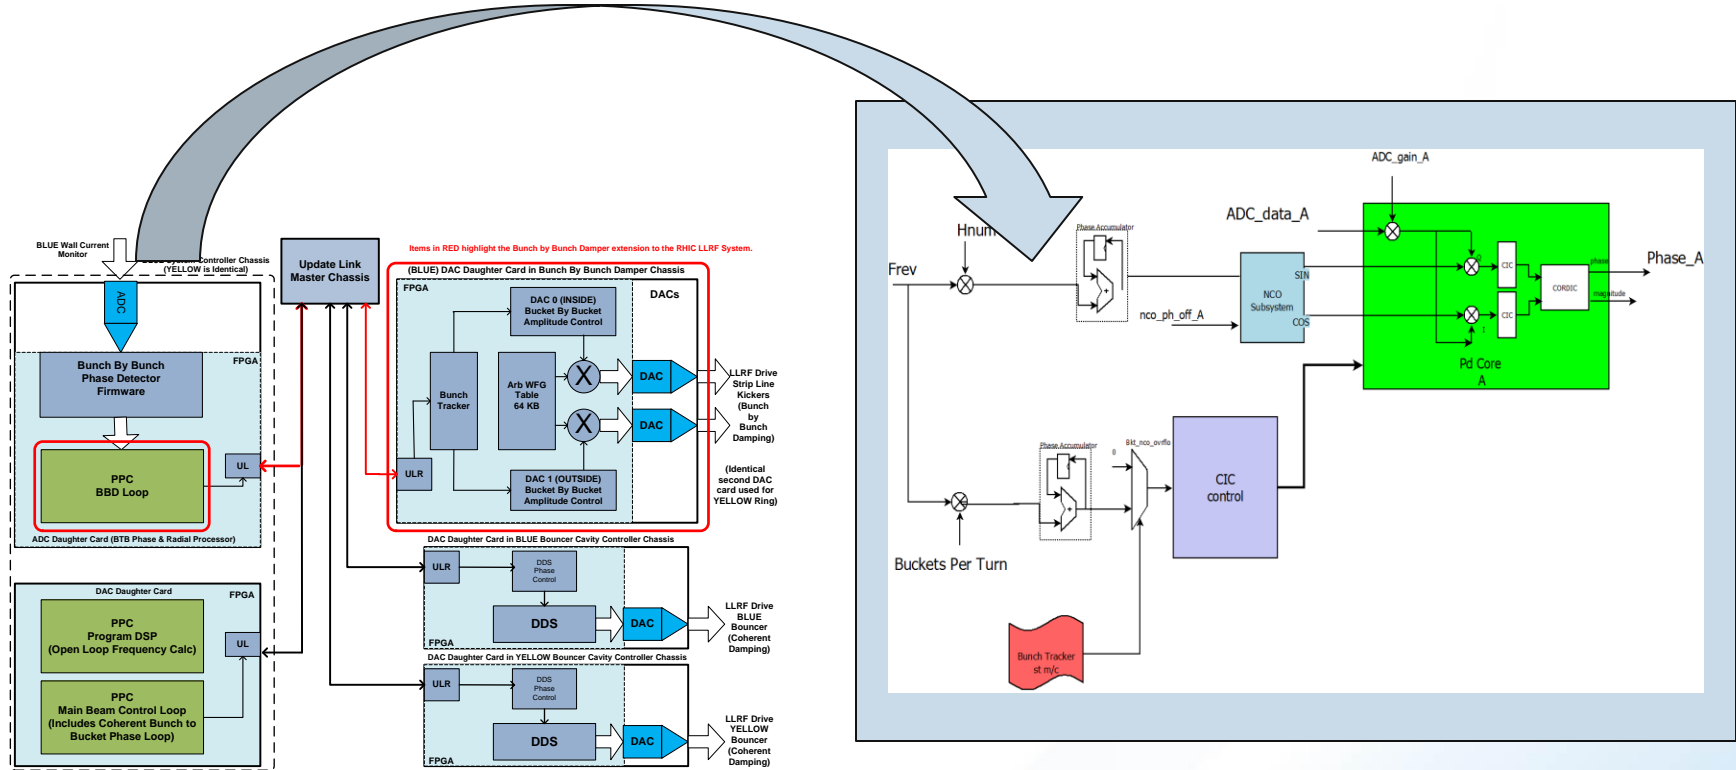 BLUE Wall Current
Monitor
Controller Chassis
(YELLOW is Identical)
ADC
FPGA
Bunch By Bunch
Phase Detector
Firmware
PPC
BBD Loop
UL
ADC Daughter Card (BTB Phase & Radial Processor)
DAC Daughter Card
FPGA
PPC
Program DSP
(Open Loop Frequency Calc)
UL
PPC
Main Beam Control Loop
(Includes Coherent Bunch to
Bucket Phase Loop)
Update Link
Master Chassis
Items in RED highlight the Bunch by Bunch Damper extension to the RHIC LLRF System.
(BLUE) DAC Daughter Card in Bunch By Bunch Damper Chassis
FPGA
DACs
DAC 0 (INSIDE)
Bucket By Bucket
Amplitude Control
Bunch
Tracker
Arb WFG
Table
64 KB
X
X
DAC
DAC
ULR
DAC 1 (OUTSIDE)
Bucket By Bucket
Amplitude Control
LLRF Drive
Strip Line
Kickers
(Bunch
by
Bunch
Damping)
(Identical
second DAC
card used for
YELLOW Ring)
DAC Daughter Card in BLUE Bouncer Cavity Controller Chassis
ULR
DDS
Phase
Control
DDS
DAC
FPGA
LLRF Drive
BLUE
Bouncer
(Coherent
Damping)
DAC Daughter Card in YELLOW Bouncer Cavity Controller Chassis
ULR
DDS
Phase
Control
DDS
DAC
FPGA
LLRF Drive
YELLOW
Bouncer
(Coherent
Damping)
ADC_gain_A
ADC_data_A
Hnum
Phase Accumulator
Frev
nco_ph_off_A
NCO
Subsystem
SIN
COS
Q
I
CIC
CIC
CORDIC
phase
magnitude
Phase_A
Pd Core
A
Phase Accumulator
Bkt_nco_ovrflo
0
CIC
control
Buckets Per Turn
Bunch Tracker
st m/c